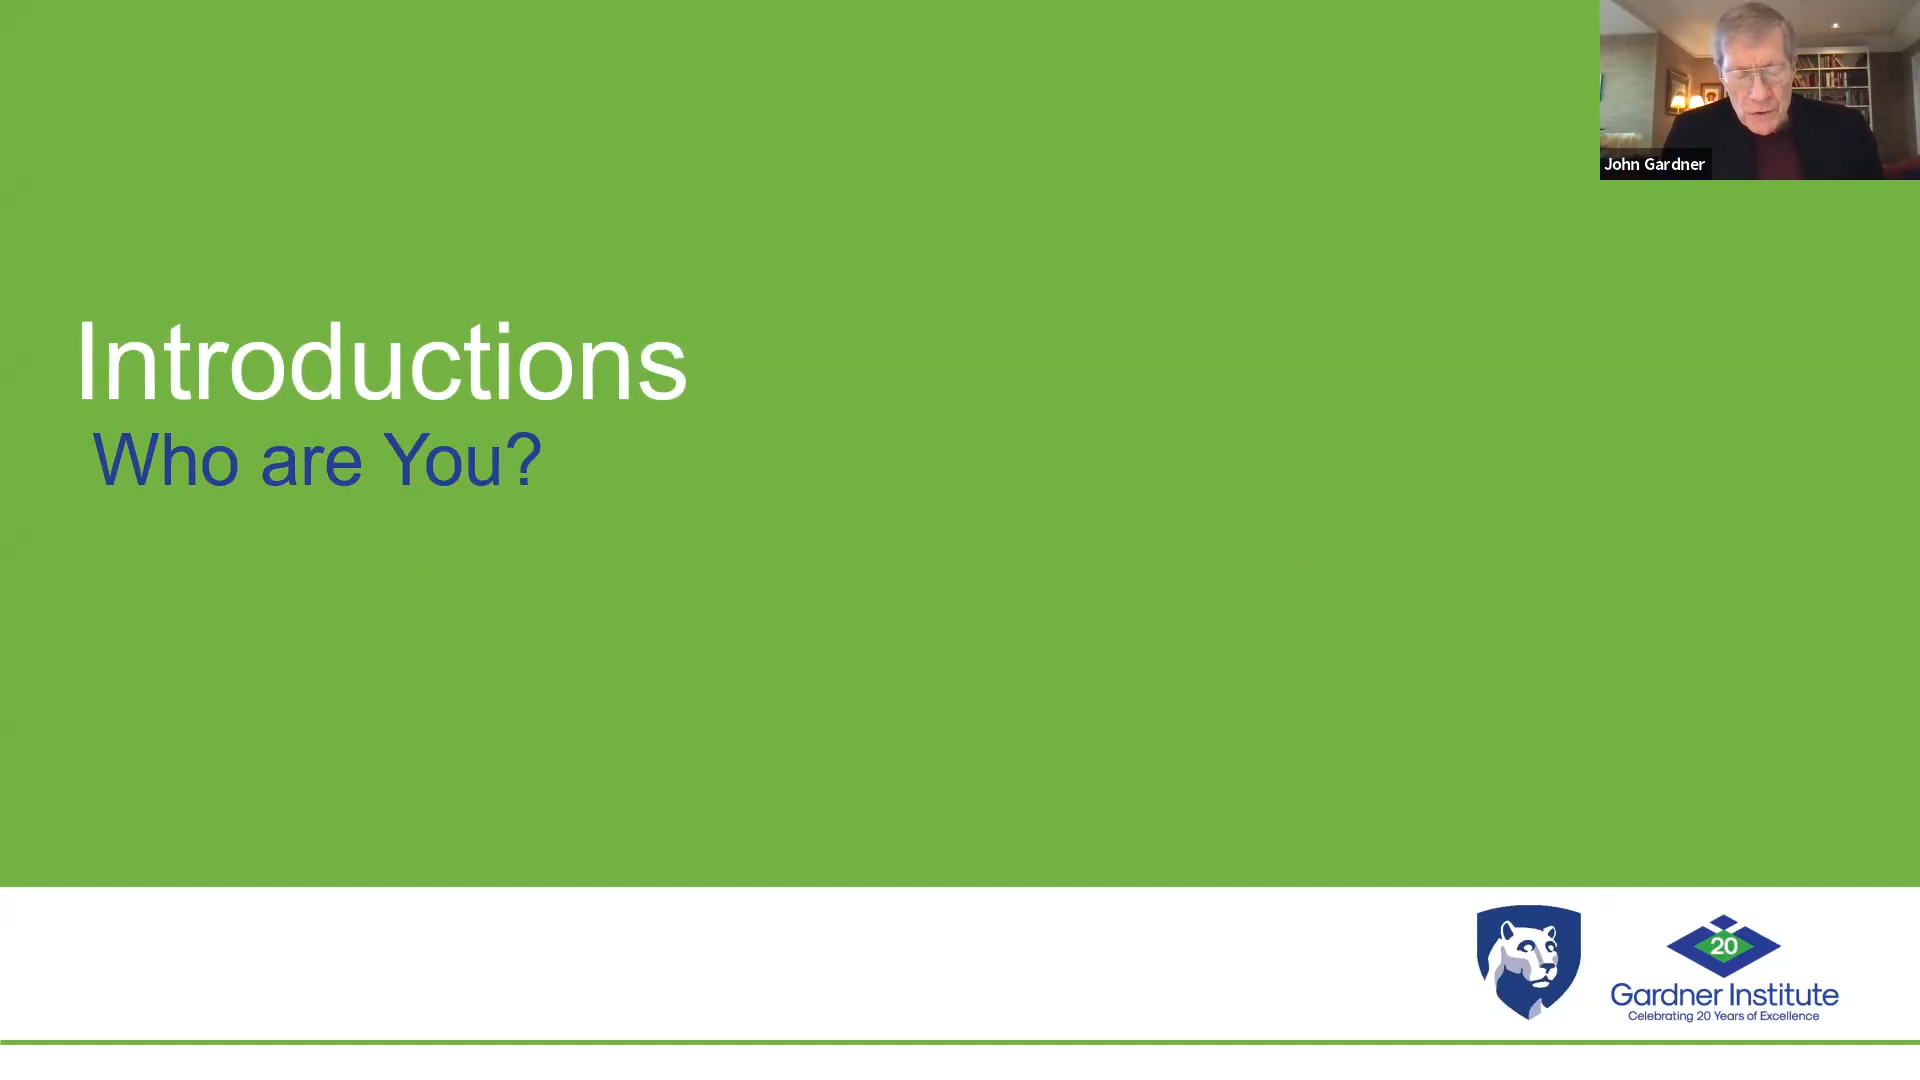 John Gardner
Introductions
Who are You?
20
Gardner Institute
Celebrating 20 Years of Excellence